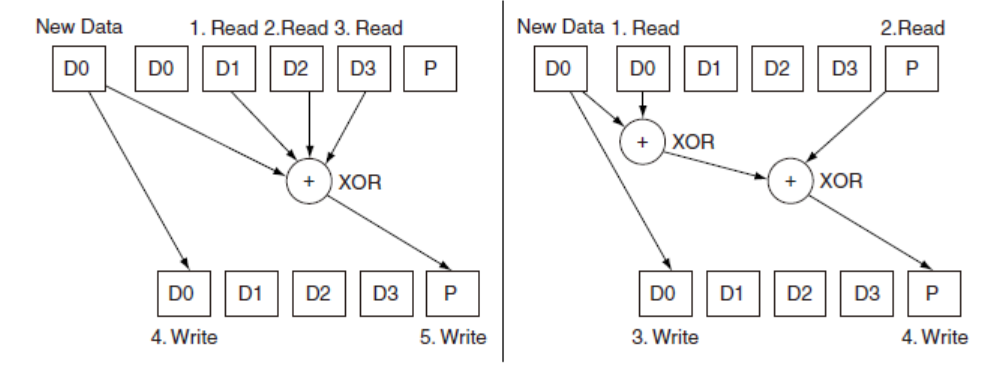 New Data 1. Read 2.Read 3. Read
D0 D0 D1 D2 D3 P
+ XOR
D0 D1 D2 D3 P
4. Write 5. Write
New Data 1. Read 2.Read
D0 D0 D1 D2 D3 P
+ XOR
+ XOR
D0 D1 D2 D3 P
3. Write 4. Write